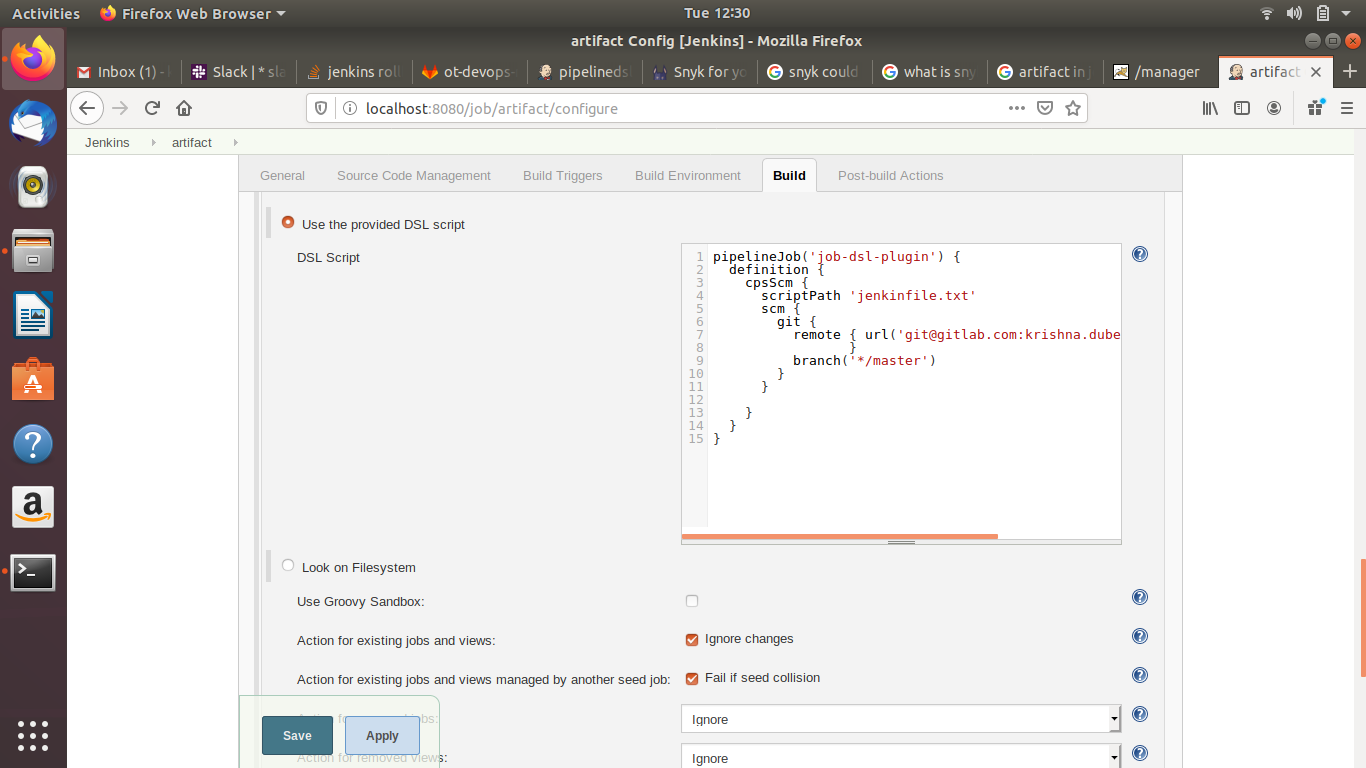 Activities Firefox Web Browser Tue 12:30
artifact Config [Jenkins] - Mozilla Firefox
Inbox (1) - Slack | * sla jenkins roll ot-devops- pipelineds Snyk for yo snyk could what is sny artifact in j /manager artifact
localhost:8080/job/artifact/configure
Jenkins artifact
General Source Code Management Build Triggers Build Environment Build Post-build Actions
Use the provided DSL script
DSL Script
1 pipelineJob('job-dsl-plugin') {
2 definition {
3 cpsScm {
4 scriptPath 'jenkinfile.txt'
5 scm {
6 git {
7 remote { url('git@gitlab.com:krishna.dube
8 }
9 branch('*/master')
10 }
11 }
12
13 }
14 }
15 }
Look on Filesystem
Use Groovy Sandbox:
Action for existing jobs and views: Ignore changes
Action for existing jobs and views managed by another seed job: Fail if seed collision
Ignore
Save Apply
Action for removed views: Ignore